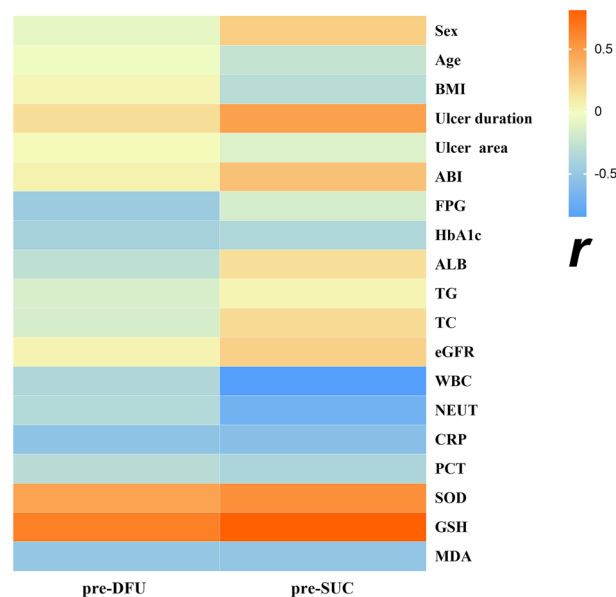 Sex
Age
BMI
Ulcer duration
Ulcer area
ABI
FPG
HbA1c
ALB
TG
TC
eGFR
WBC
NEUT
CRP
PCT
SOD
GSH
MDA
pre-DFU pre-SUC
0.5
0
-0.5
r